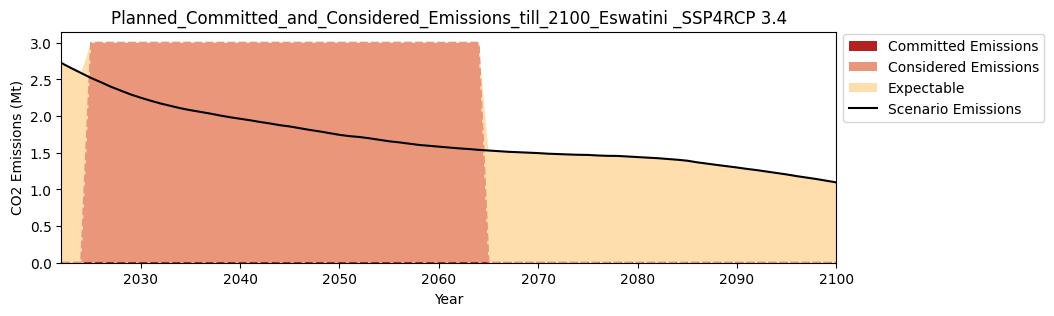 Planned_Committed_and_Considered_Emissions_till_2100_Eswatini _SSP4RCP 3.4
CO2 Emissions (Mt)
3.0
2.5
2.0
1.5
1.0
0.5
0.0
2030 2040 2050 2060 2070 2080 2090 2100
Year
Committed Emissions
Considered Emissions
Expectable
Scenario Emissions